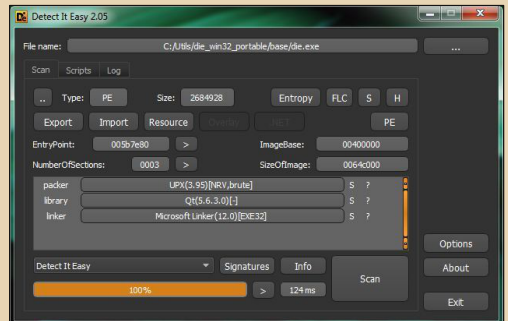 Detect It Easy 2.05
File name: C:/Utils/die_win32_portable/base/die.exe ...
Scan Scripts Log
.. Type: PE Size: 2684928 Entropy FLC S H
Export Import Resource Overlay .NET PE
EntryPoint: 005b7e80 > ImageBase: 00400000
NumberOfSections: 0003 > SizeOfImage: 0064c000
packer UPX(3.95)[NRV,brute] S ?
library Qt(5.6.3.0)[-] S ?
linker Microsoft Linker(12.0)[EXE32] S ?
Options
Detect It Easy Signatures Info Scan About
100% > 124 ms
Exit